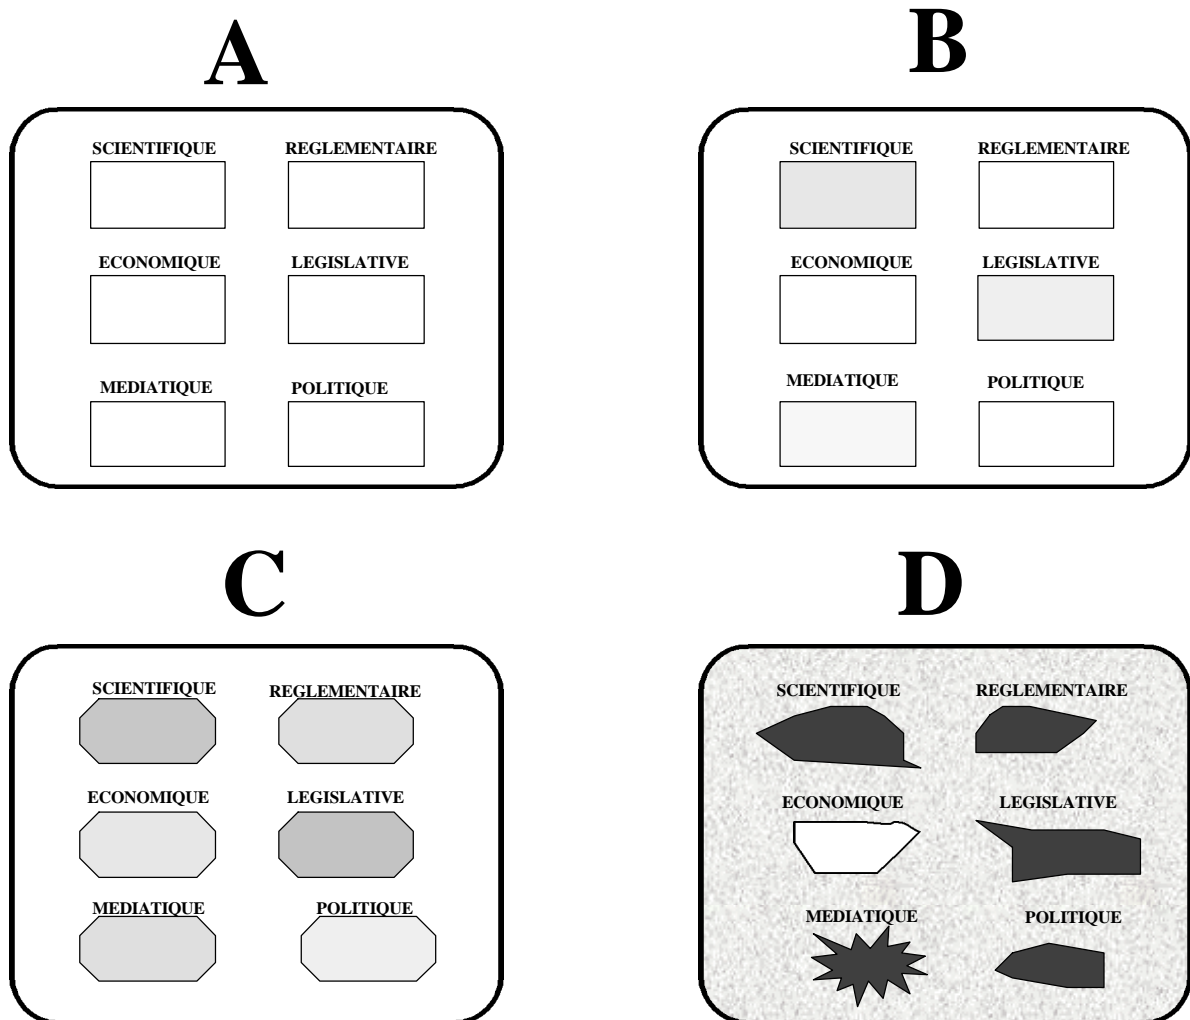 A
SCIENTIFIQUE REGLEMENTAIRE
ECONOMIQUE LEGISLATIVE
MEDIATIQUE POLITIQUE
B
SCIENTIFIQUE REGLEMENTAIRE
ECONOMIQUE LEGISLATIVE
MEDIATIQUE POLITIQUE
C
SCIENTIFIQUE REGLEMENTAIRE
ECONOMIQUE LEGISLATIVE
MEDIATIQUE POLITIQUE
D
SCIENTIFIQUE REGLEMENTAIRE
ECONOMIQUE LEGISLATIVE
MEDIATIQUE POLITIQUE